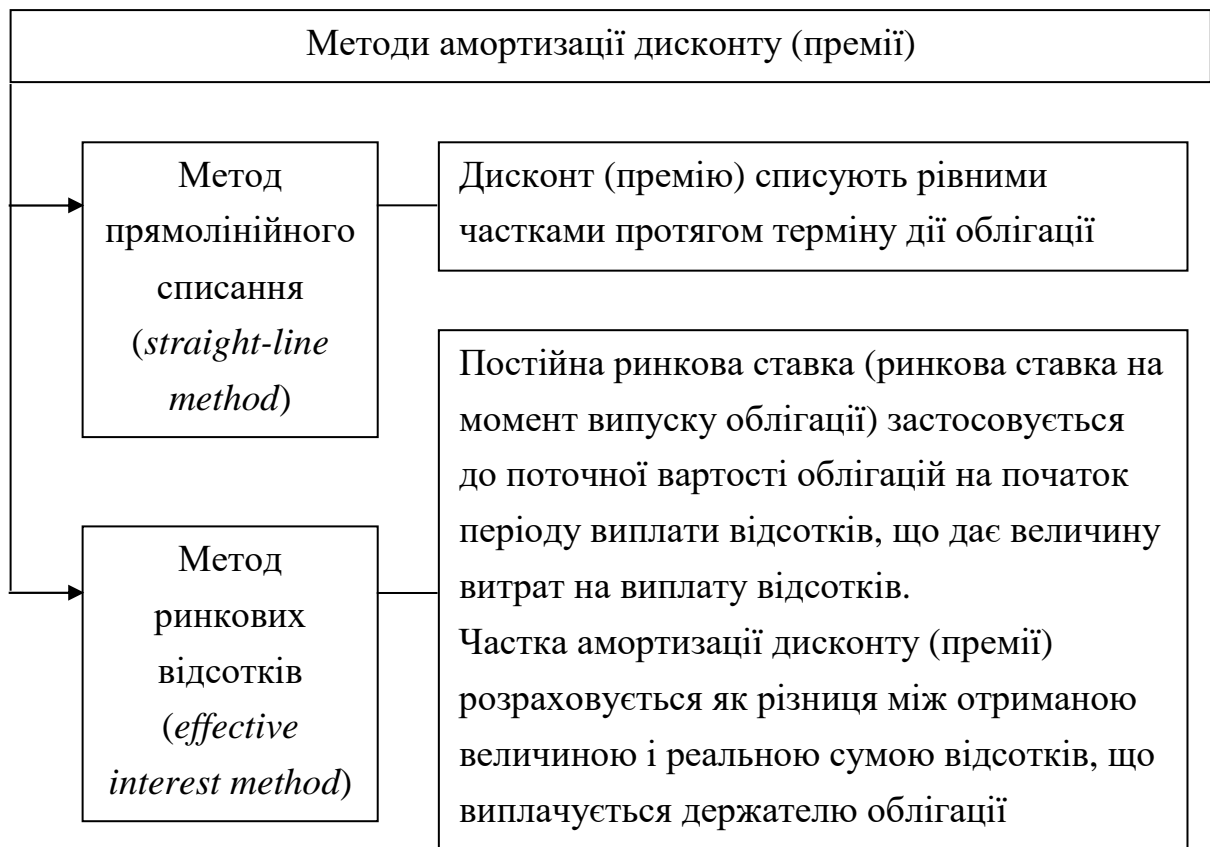 Методи амортизації дисконту (премії)
Метод
прямолінійного
списання
(straight-line
method)
Дисконт (премію) списують рівними
частками протягом терміну дії облігації
Метод
ринкових
відсотків
(effective
interest method)
Постійна ринкова ставка (ринкова ставка на
момент випуску облігації) застосовується
до поточної вартості облігацій на початок
періоду виплати відсотків, що дає величину
витрат на виплату відсотків.
Частка амортизації дисконту (премії)
розраховується як різниця між отриманою
величиною і реальною сумою відсотків, що
виплачується держателю облігації